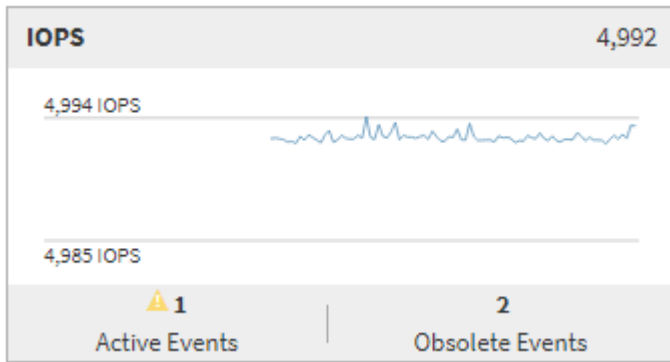 IOPS 4,992
4,994 IOPS
4,985 IOPS
1 2
Active Events Obsolete Events